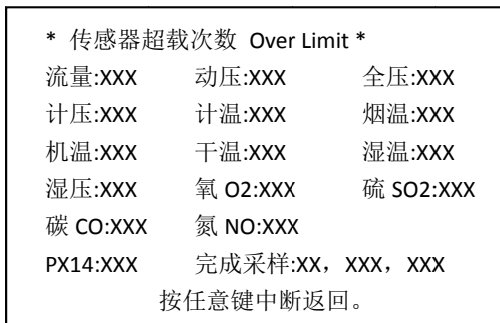 * 传感器超载次数 Over Limit *
流量:XXX 动压:XXX 全压:XXX
计压:XXX 计温:XXX 烟温:XXX
机温:XXX 干温:XXX 湿温:XXX
湿压:XXX 氧 O2:XXX 硫 SO2:XXX
碳 CO:XXX 氮 NO:XXX
PX14:XXX 完成采样:XX，XXX，XXX
按任意键中断返回。